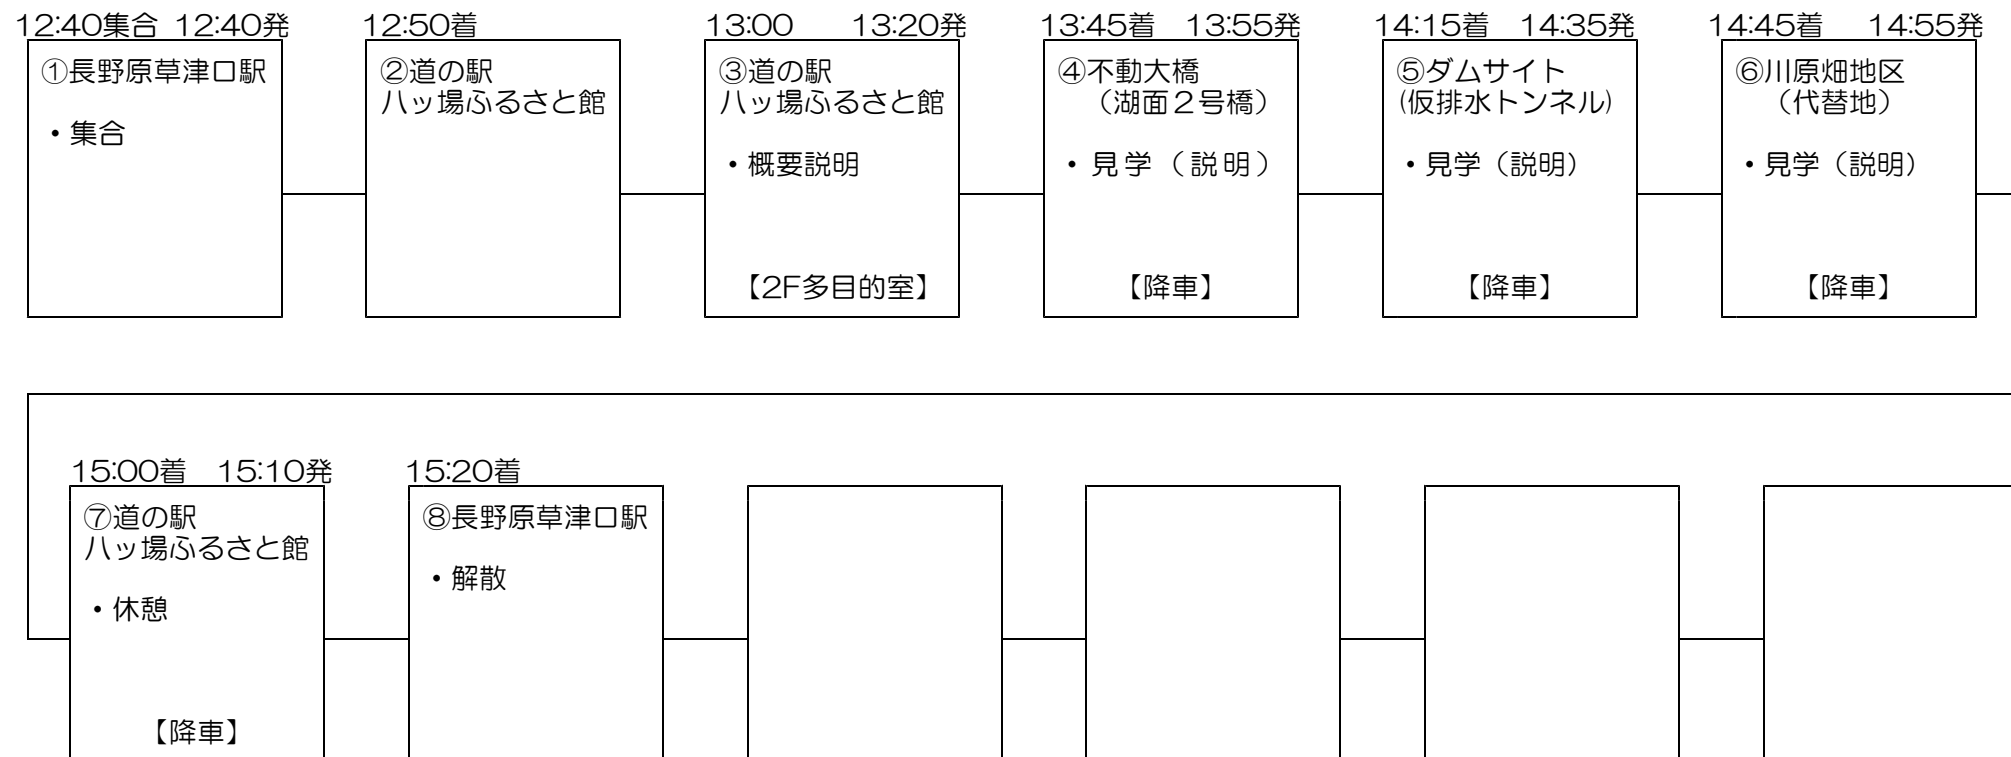 12:40集合 12:40発
①長野原草津口駅
・集合
12:50着
②道の駅
八ッ場ふるさと館
13:00 13:20発
③道の駅
八ッ場ふるさと館
・概要説明
【2F多目的室】
13:45着 13:55発
④不動大橋
（湖面２号橋）
・見学（説明）
【降車】
14:15着 14:35発
⑤ダムサイト
(仮排水トンネル)
・見学（説明）
【降車】
14:45着 14:55発
⑥川原畑地区
（代替地）
・見学（説明）
【降車】
15:00着 15:10発
⑦道の駅
八ッ場ふるさと館
・休憩
【降車】
15:20着
⑧長野原草津口駅
・解散